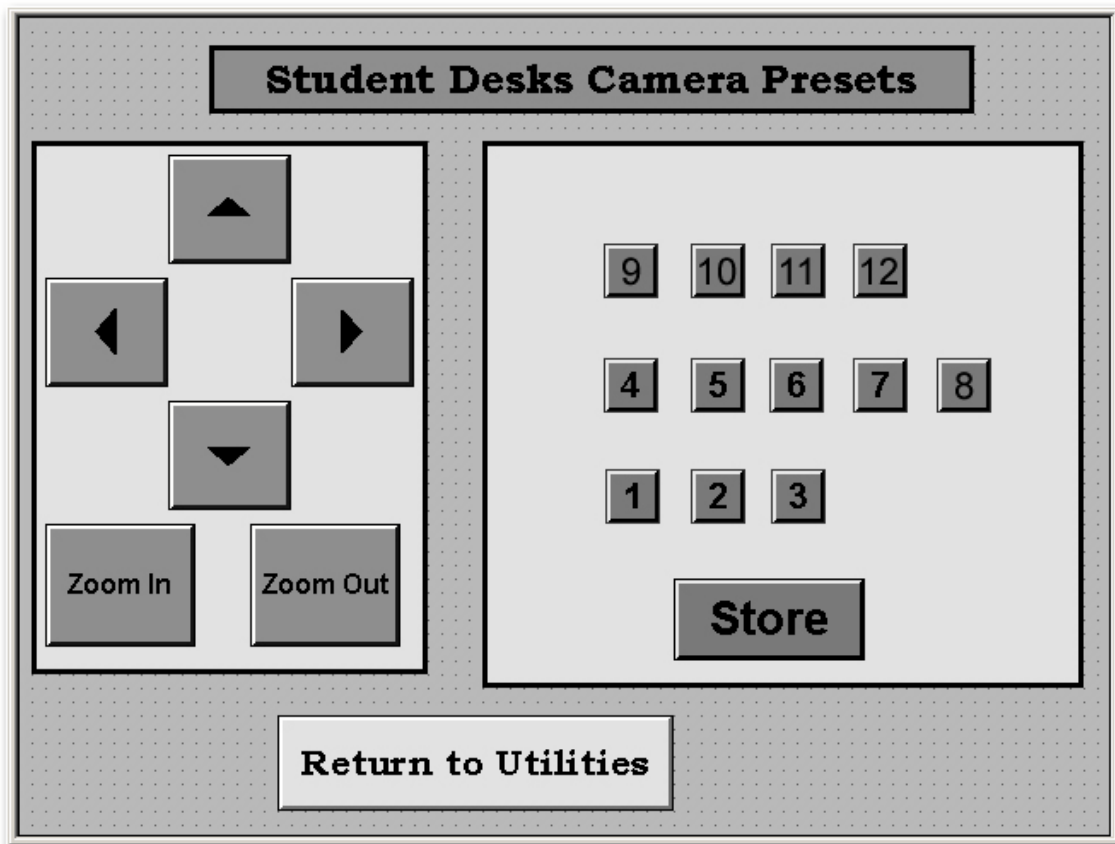 Student Desks Camera Presets
9 10 11 12
4 5 6 7 8
1 2 3
Zoom In Zoom Out
Store
Return to Utilities